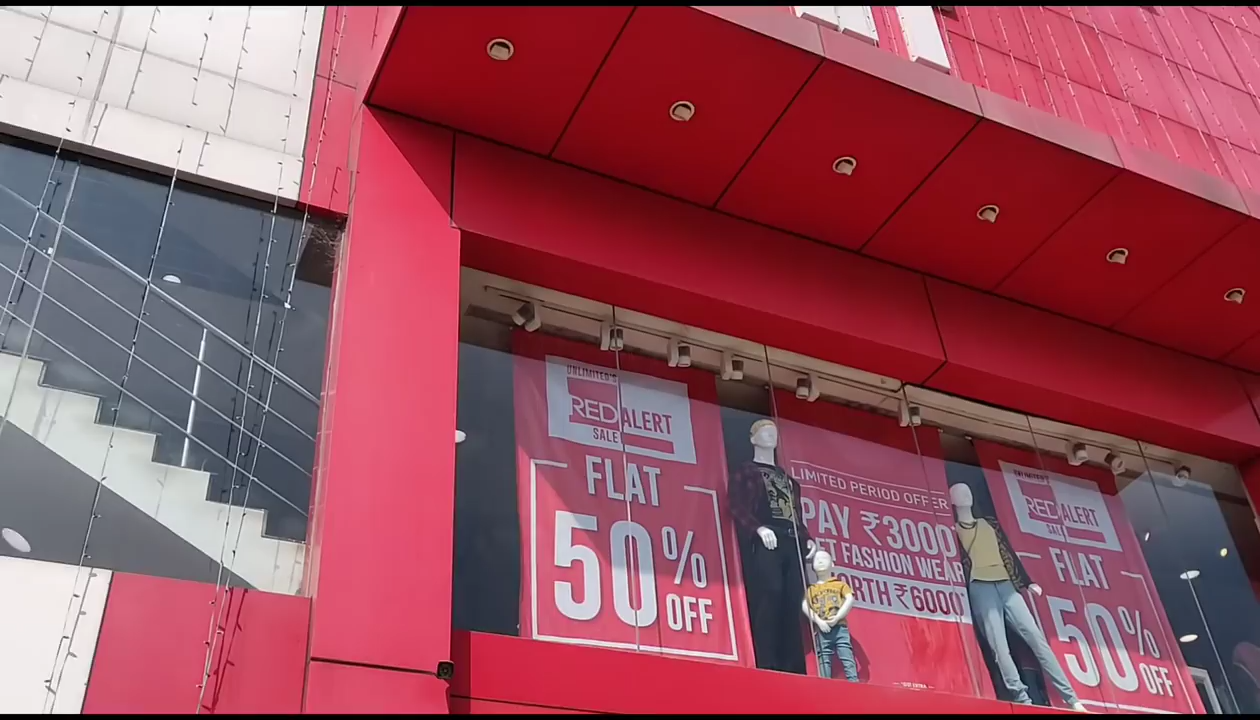 UNLIMITED'S
RED ALERT
SALE
FLAT
50%
OFF
LIMITED PERIOD OFFER
PAY ₹3000
FASHION WEAR
₹6000*
UNLIMITED'S
RED ALERT
SALE
FLAT
50%
OFF